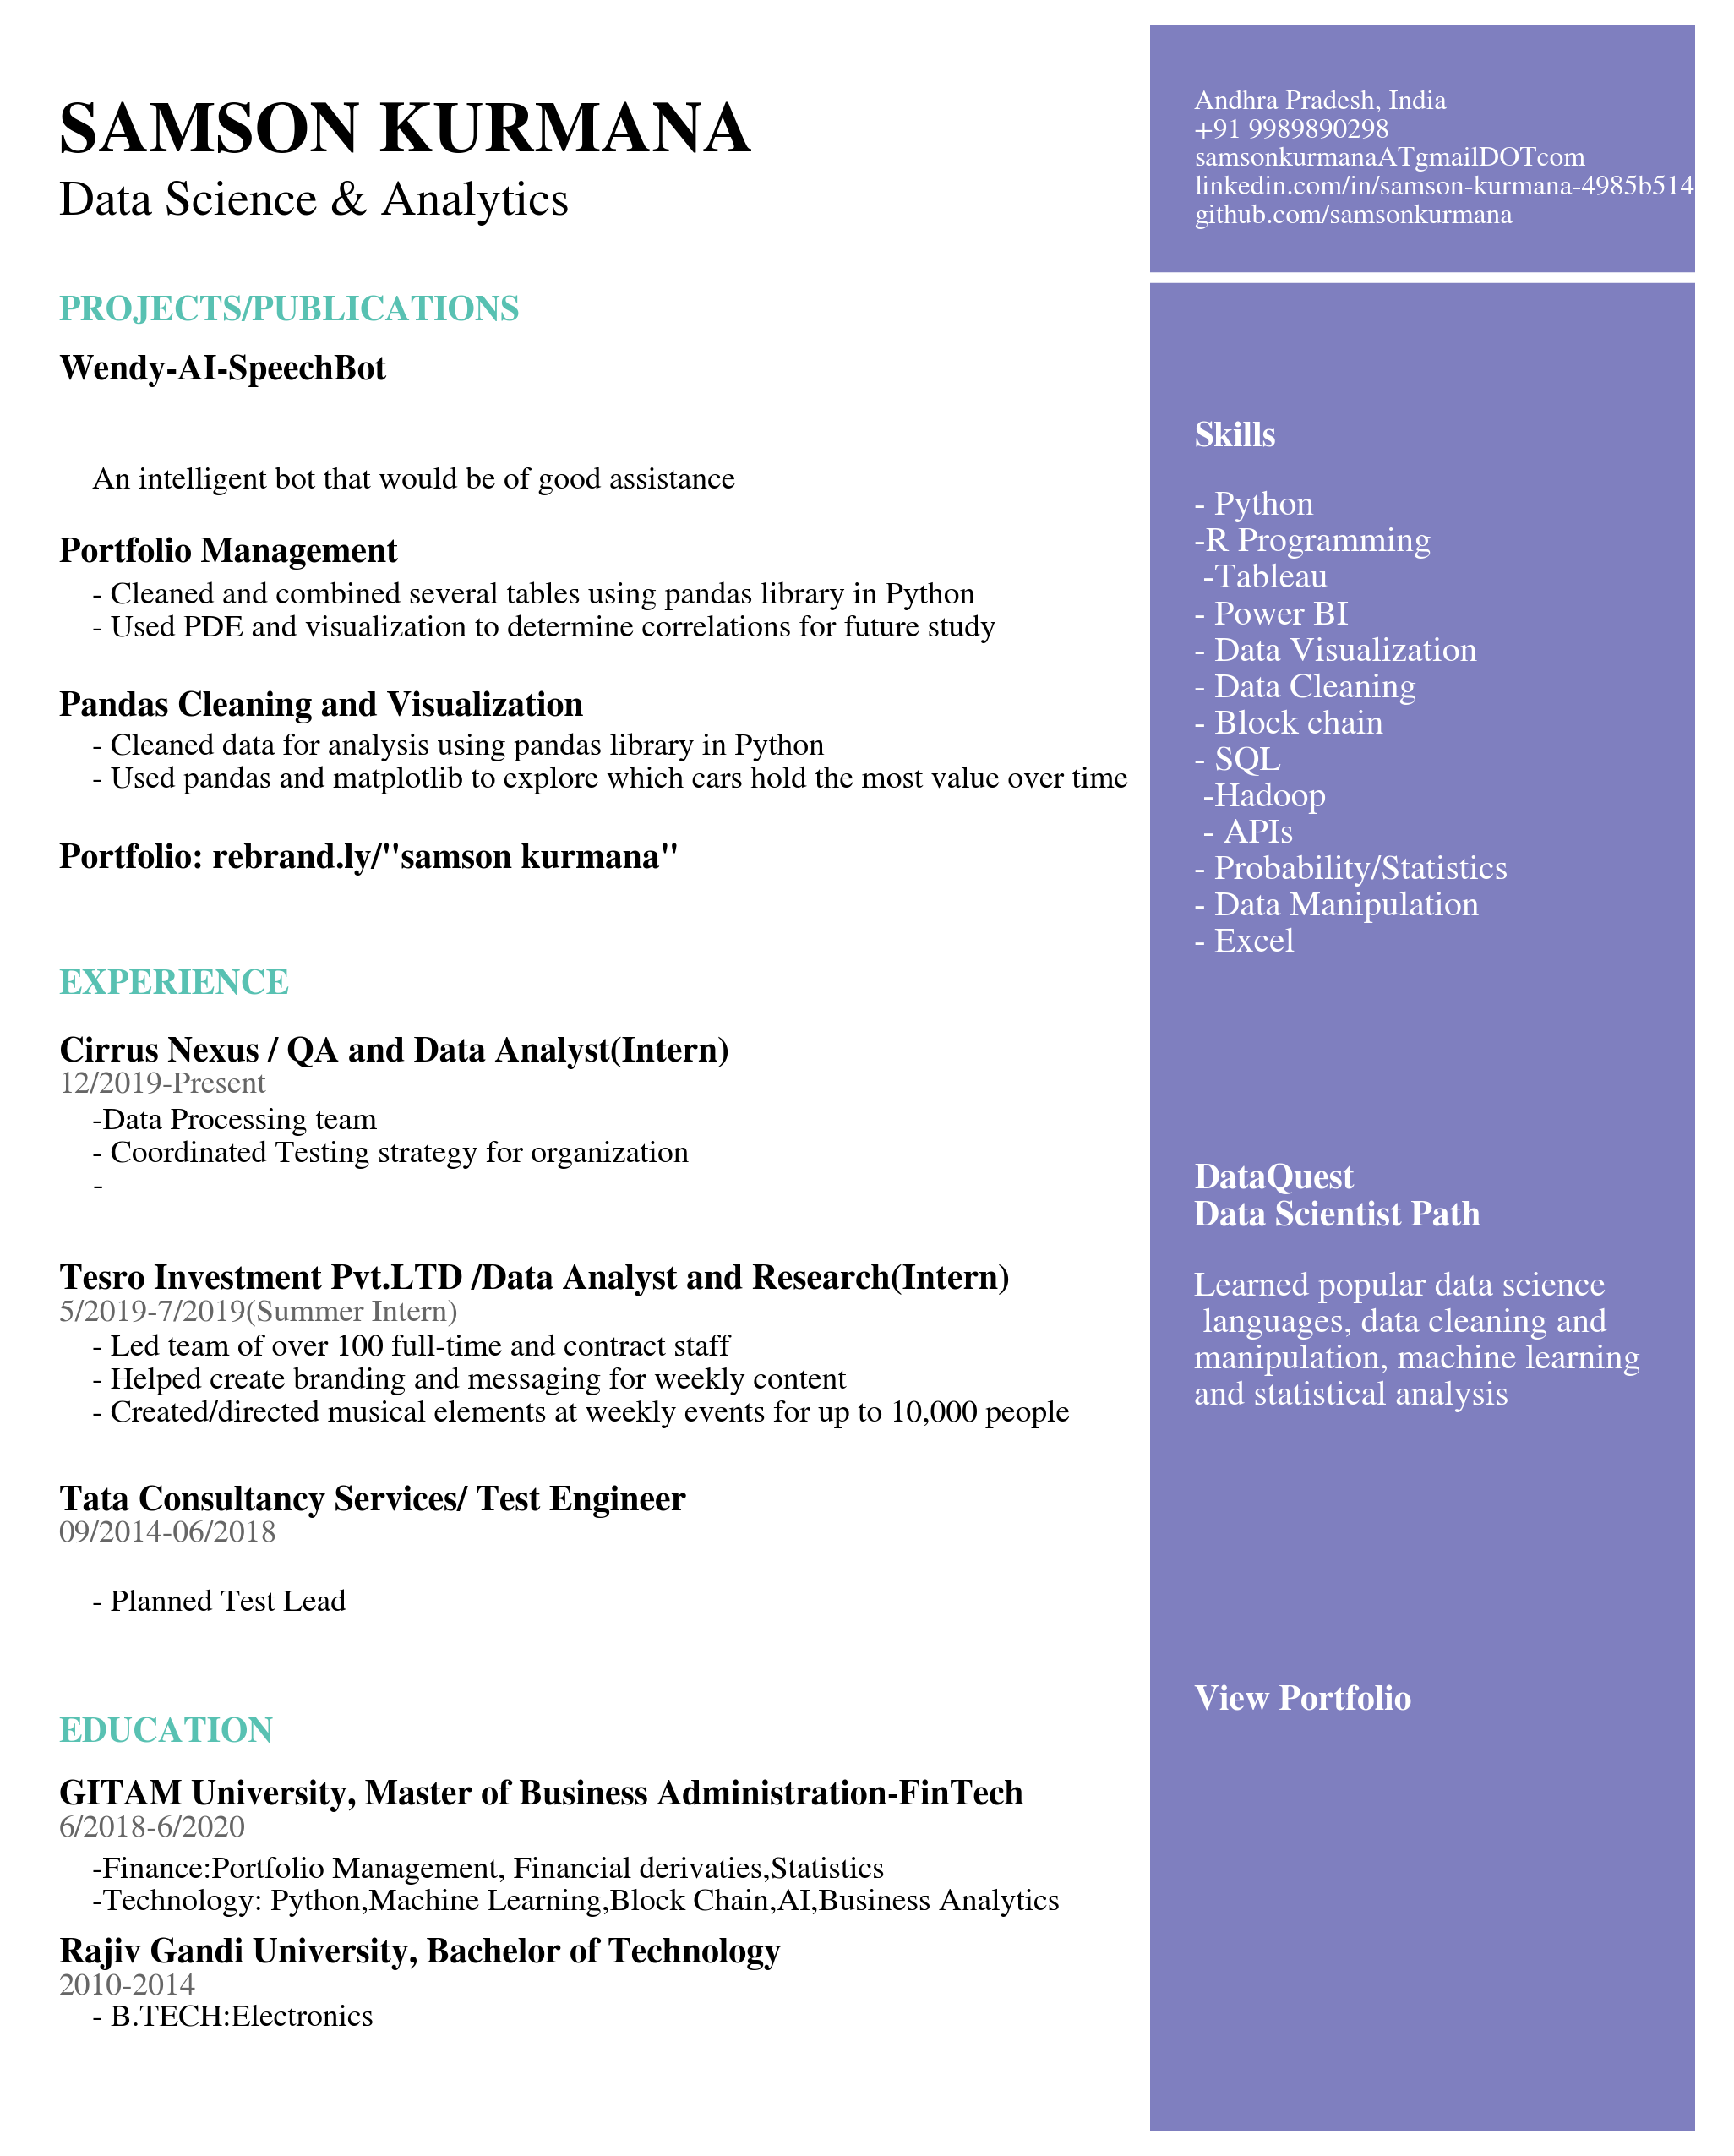 SAMSON KURMANA
Data Science & Analytics
Andhra Pradesh, India
+91 9989890298
samsonkurmanaATgmailDOTcom
linkedin.com/in/samson-kurmana-4985b514
github.com/samsonkurmana
PROJECTS/PUBLICATIONS
Wendy-AI-SpeechBot
An intelligent bot that would be of good assistance
Portfolio Management
- Cleaned and combined several tables using pandas library in Python
- Used PDE and visualization to determine correlations for future study
Pandas Cleaning and Visualization
- Cleaned data for analysis using pandas library in Python
- Used pandas and matplotlib to explore which cars hold the most value over time
Portfolio: rebrand.ly/"samson kurmana"
EXPERIENCE
Cirrus Nexus / QA and Data Analyst(Intern)
12/2019-Present
-Data Processing team
- Coordinated Testing strategy for organization
-
Tesro Investment Pvt.LTD /Data Analyst and Research(Intern)
5/2019-7/2019(Summer Intern)
- Led team of over 100 full-time and contract staff
- Helped create branding and messaging for weekly content
- Created/directed musical elements at weekly events for up to 10,000 people
Tata Consultancy Services/ Test Engineer
09/2014-06/2018
- Planned Test Lead
EDUCATION
GITAM University, Master of Business Administration-FinTech
6/2018-6/2020
-Finance:Portfolio Management, Financial derivaties,Statistics
-Technology: Python,Machine Learning,Block Chain,AI,Business Analytics
Rajiv Gandi University, Bachelor of Technology
2010-2014
- B.TECH:Electronics
Skills
- Python
-R Programming
-Tableau
- Power BI
- Data Visualization
- Data Cleaning
- Block chain
- SQL
-Hadoop
- APIs
- Probability/Statistics
- Data Manipulation
- Excel
DataQuest
Data Scientist Path
Learned popular data science
languages, data cleaning and
manipulation, machine learning
and statistical analysis
View Portfolio